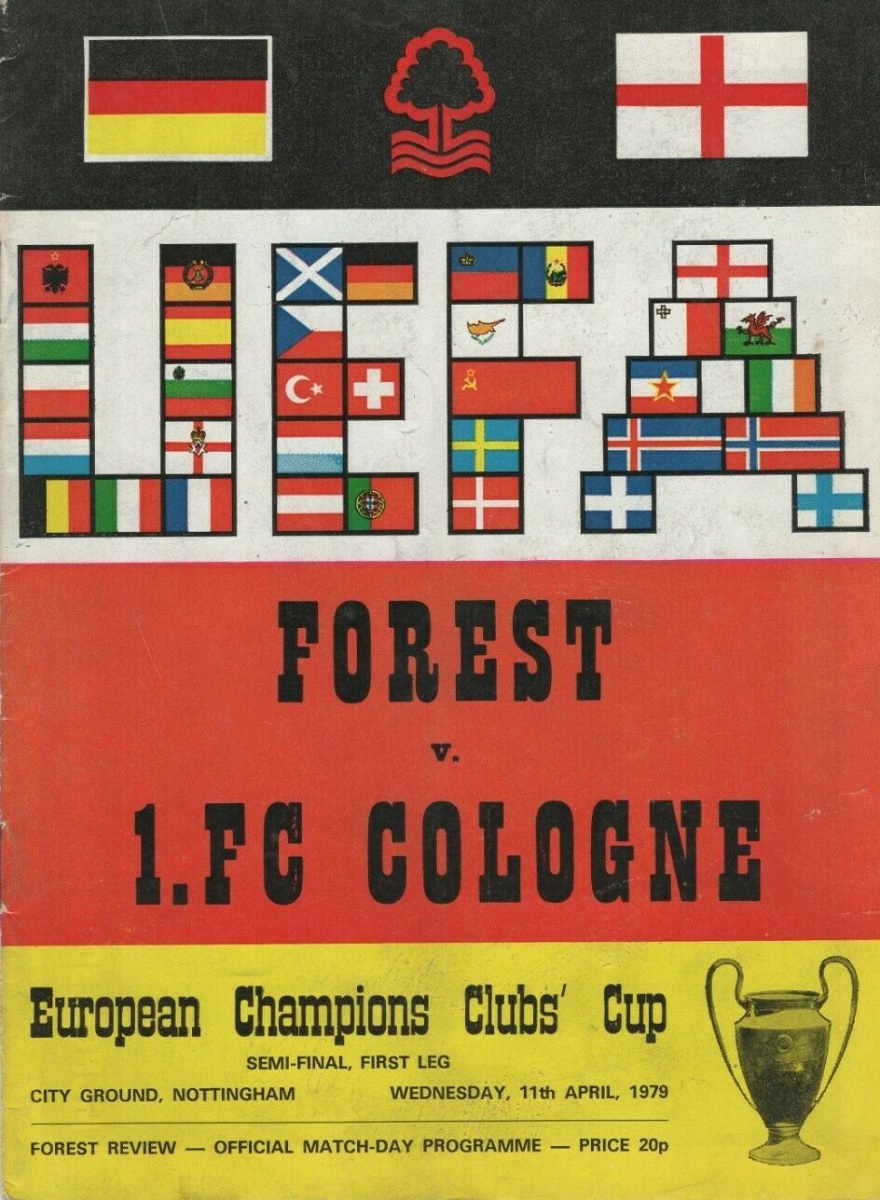 UEFA
FOREST
v.
1.FC COLOGNE
European Champions Clubs' Cup
SEMI-FINAL, FIRST LEG
CITY GROUND, NOTTINGHAM WEDNESDAY, 11th APRIL, 1979
FOREST REVIEW — OFFICIAL MATCH-DAY PROGRAMME — PRICE 20p